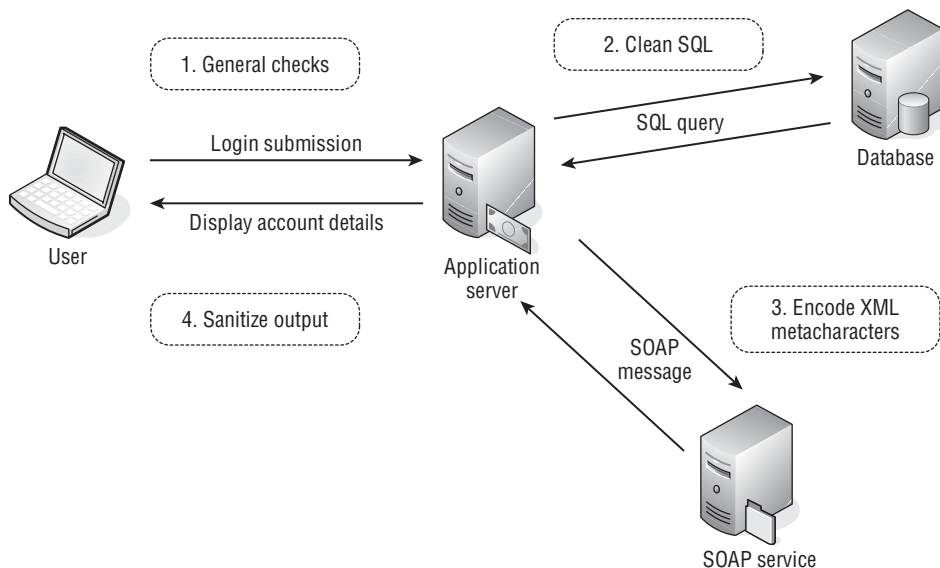 1. General checks
2. Clean SQL
Login submission
SQL query
Database
Display account details
User
Application
server
4. Sanitize output
3. Encode XML
metacharacters
SOAP
message
SOAP service